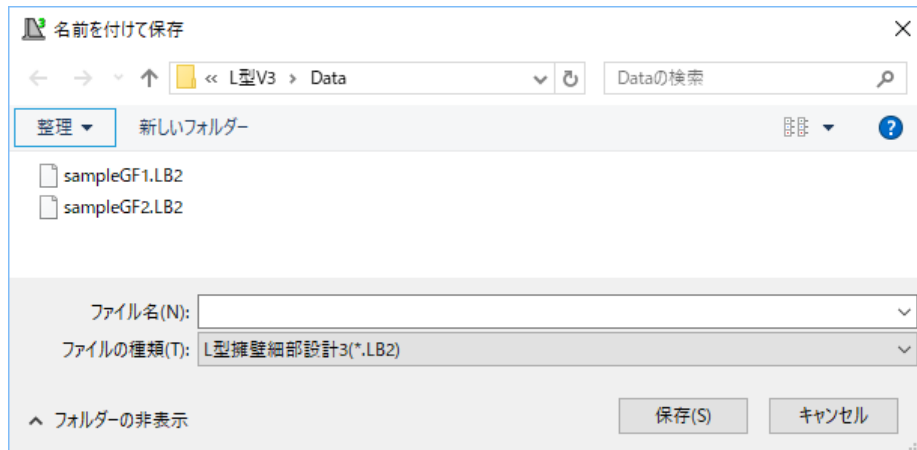 名前を付けて保存
« L型V3 › Data
Dataの検索
整理
新しいフォルダー
sampleGF1.LB2
sampleGF2.LB2
ファイル名(N):
ファイルの種類(T): L型擁壁細部設計3(*.LB2)
フォルダーの非表示
保存(S)
キャンセル